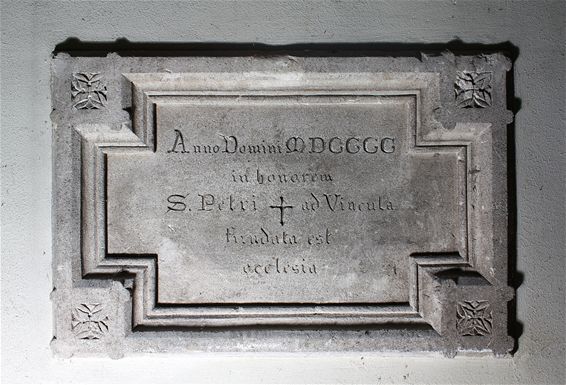 Anno Domini MDCCCC
in honorem
S. Petri ✝ ad Vincula
fundata est
ecclesia